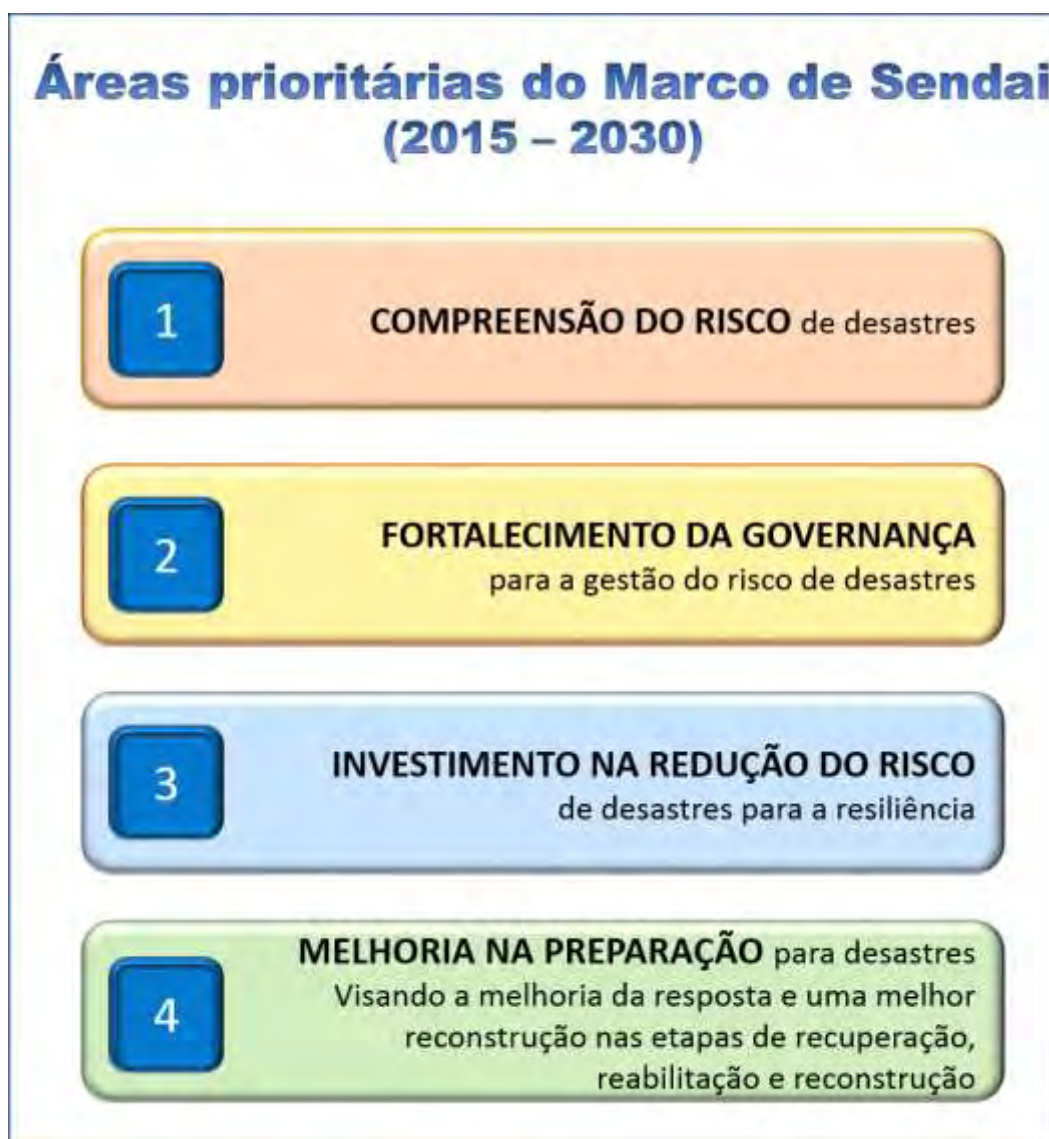 Áreas prioritárias do Marco de Sendai
(2015 – 2030)
1
COMPREENSÃO DO RISCO de desastres
2
FORTALECIMENTO DA GOVERNANÇA
para a gestão do risco de desastres
3
INVESTIMENTO NA REDUÇÃO DO RISCO
de desastres para a resiliência
4
MELHORIA NA PREPARAÇÃO para desastres
Visando a melhoria da resposta e uma melhor
reconstrução nas etapas de recuperação,
reabilitação e reconstrução